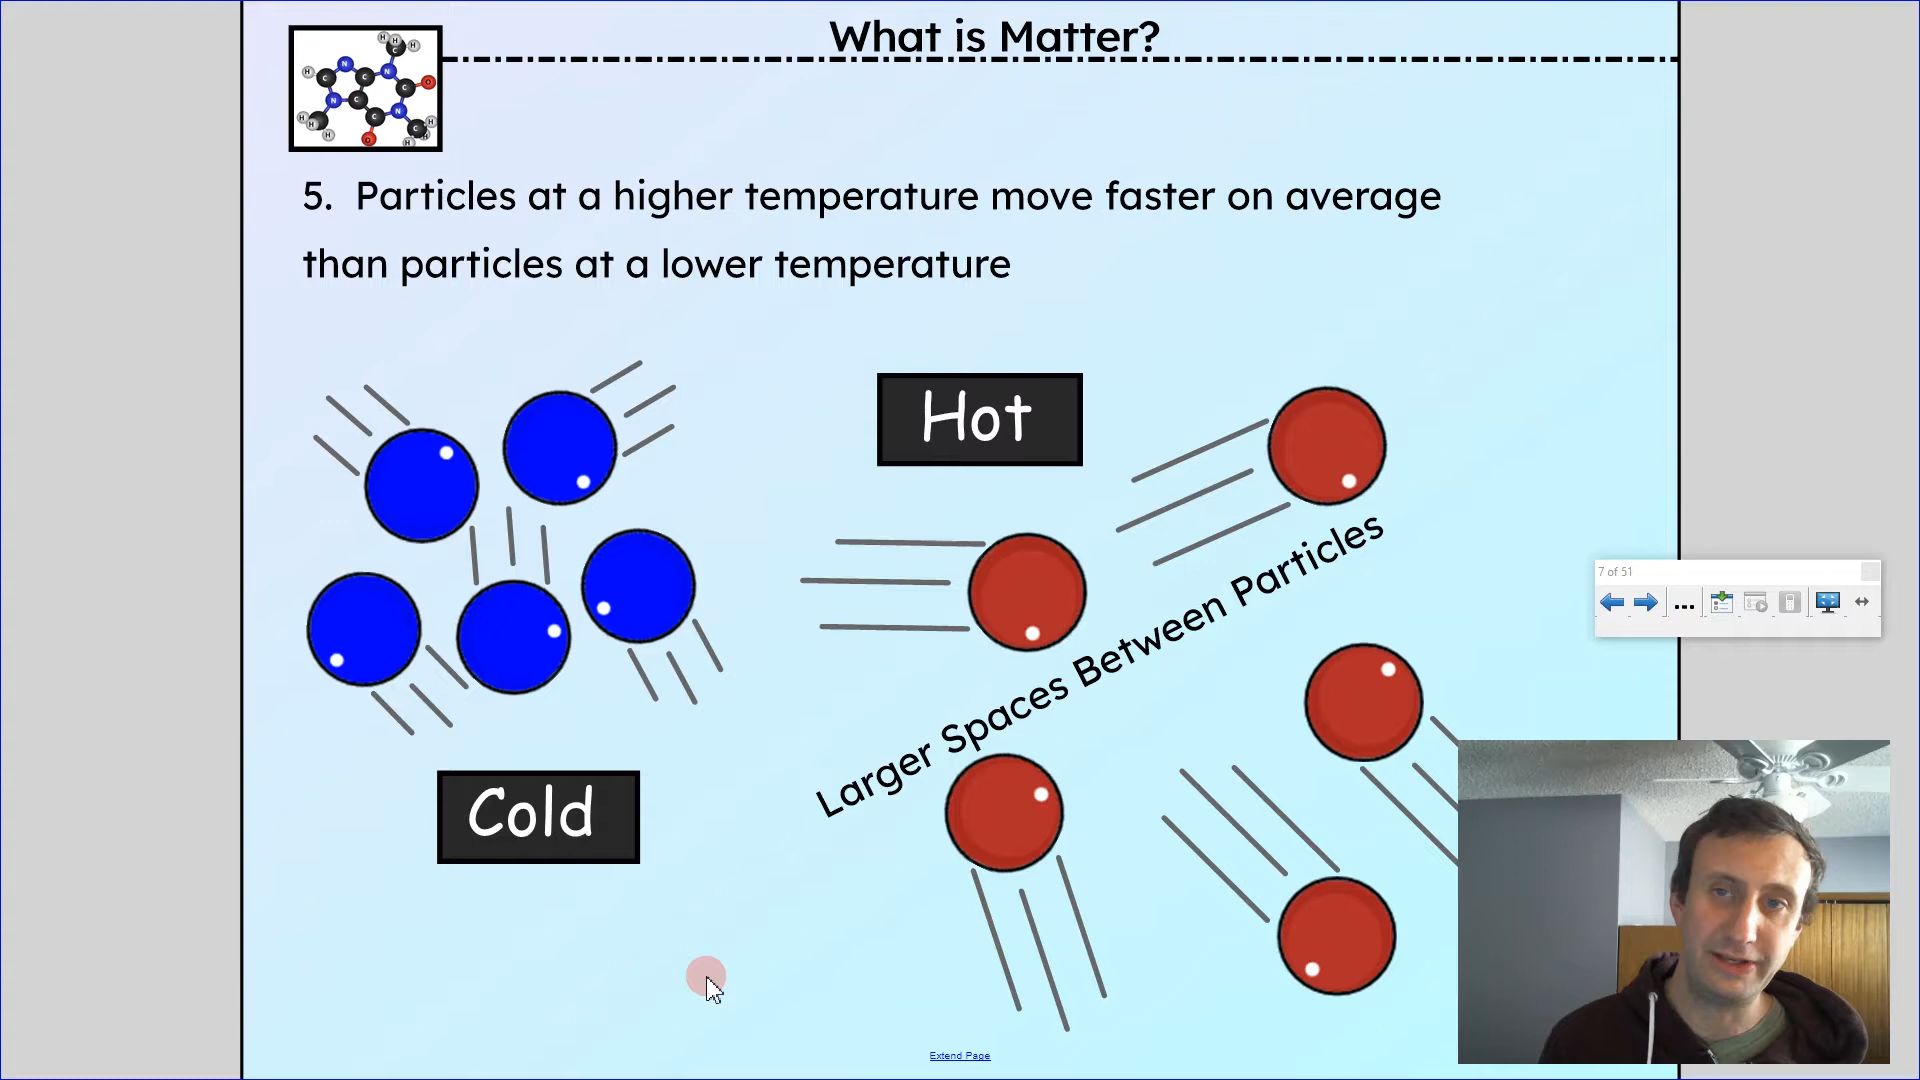 What is Matter?
5. Particles at a higher temperature move faster on average
than particles at a lower temperature
Hot
Larger Spaces Between Particles
Cold
7 of 51
Extend Page